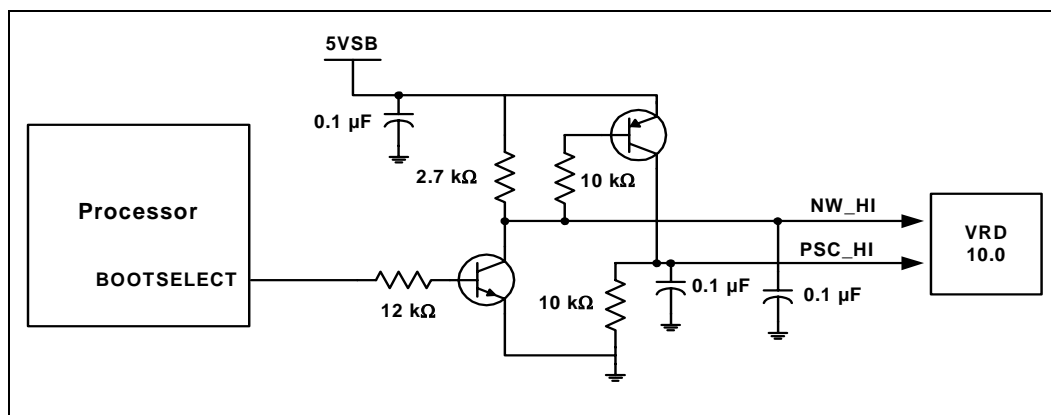 5VSB
0.1 µF
2.7 kΩ
10 kΩ
Processor
NW_HI
VRD
10.0
PSC_HI
BOOTSELECT
12 kΩ
10 kΩ
0.1 µF
0.1 µF